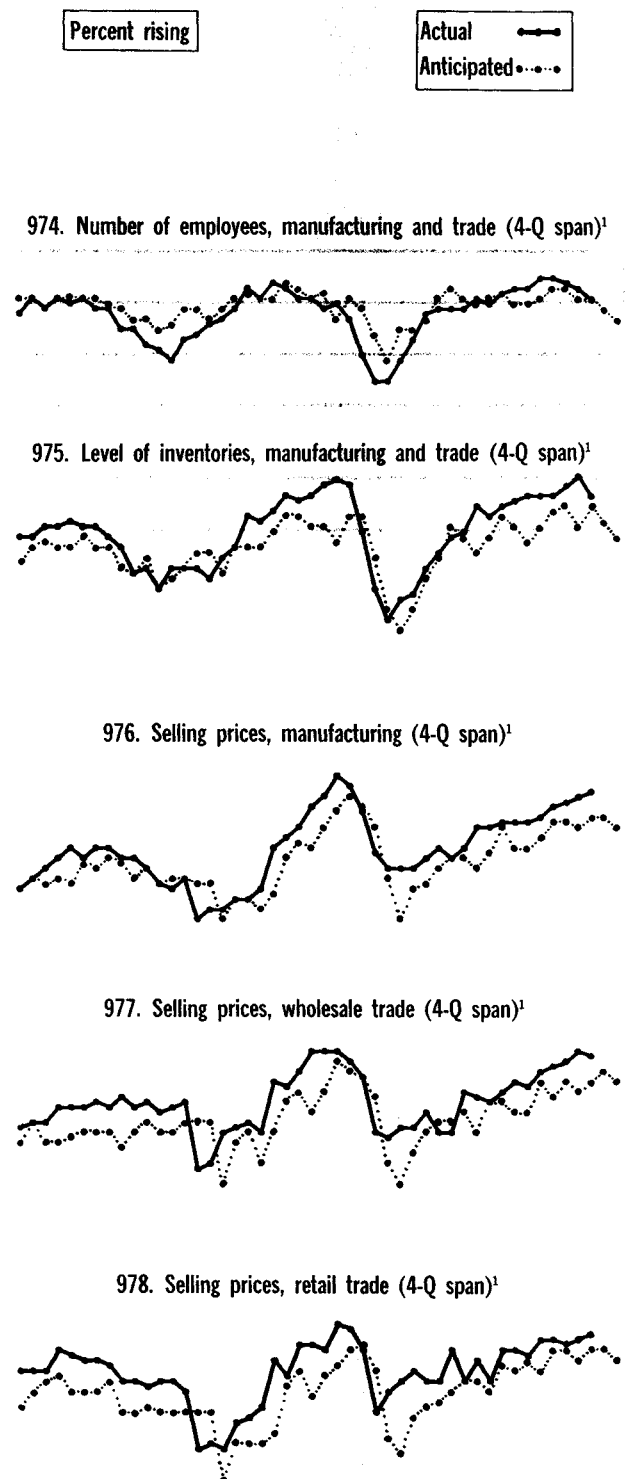 Percent rising
Actual
Anticipated
974. Number of employees, manufacturing and trade (4-Q span)¹
975. Level of inventories, manufacturing and trade (4-Q span)¹
976. Selling prices, manufacturing (4-Q span)¹
977. Selling prices, wholesale trade (4-Q span)¹
978. Selling prices, retail trade (4-Q span)¹